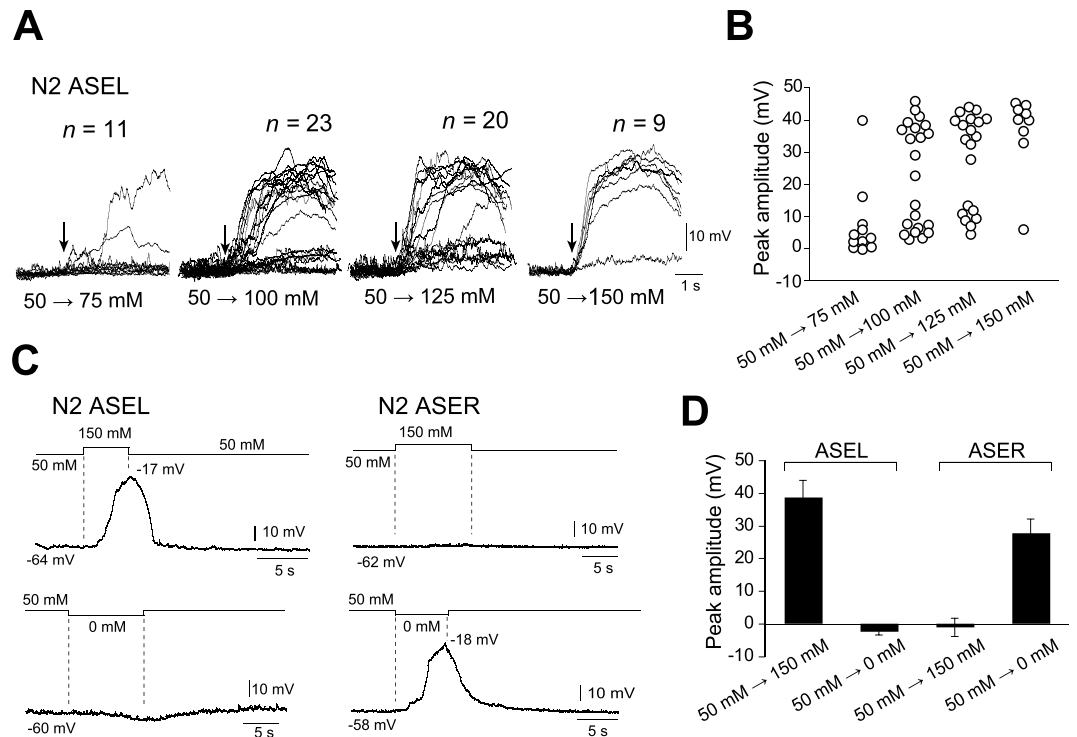 A
N2 ASEL
n = 11
n = 23
n = 20
n = 9
10 mV
1 s
50 → 75 mM
50 → 100 mM
50 → 125 mM
50 →150 mM
B
Peak amplitude (mV)
50
40
30
20
10
0
-10
50 mM → 75 mM
50 mM →100 mM
50 mM → 125 mM
50 mM → 150 mM
C
N2 ASEL
150 mM
50 mM
50 mM
-17 mV
10 mV
-64 mV
5 s
50 mM
0 mM
10 mV
-60 mV
5 s
N2 ASER
150 mM
50 mM
10 mV
-62 mV
5 s
50 mM
0 mM
-18 mV
10 mV
-58 mV
5 s
D
ASEL
ASER
Peak amplitude (mV)
50
40
30
20
10
0
-10
50 mM → 150 mM
50 mM → 0 mM
50 mM → 150 mM
50 mM → 0 mM